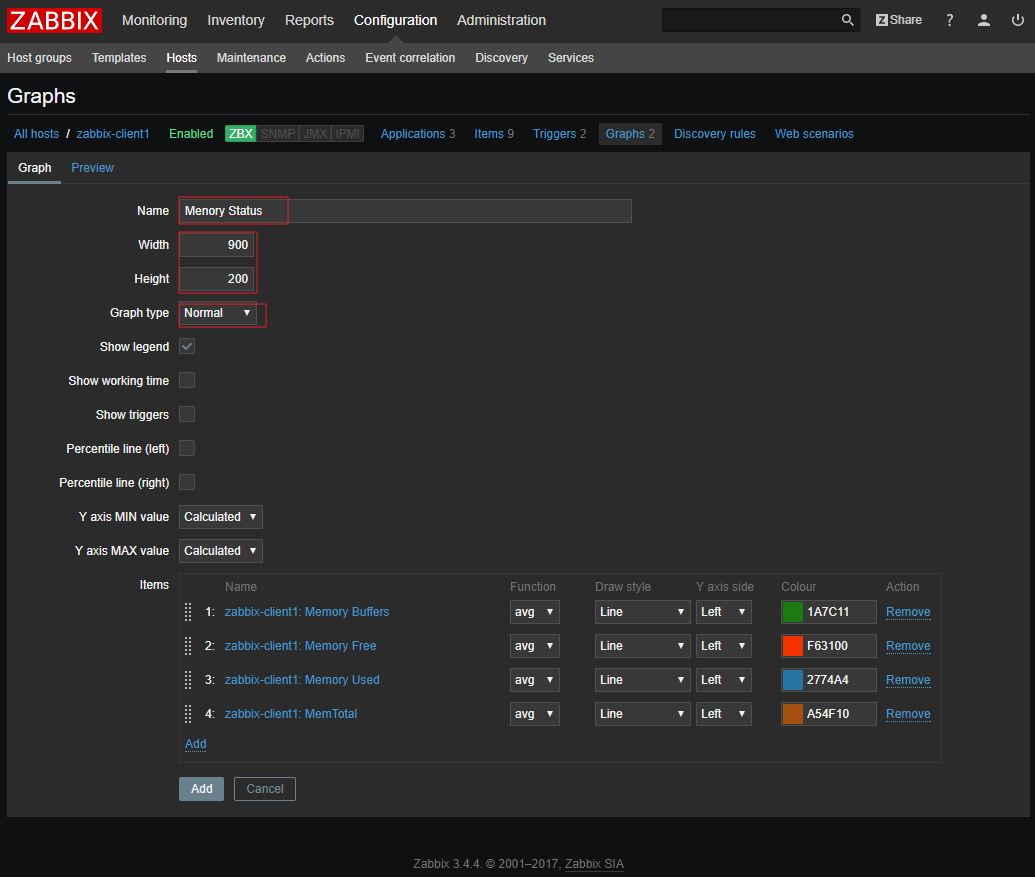 ZABBIX Monitoring Inventory Reports Configuration Administration Z Share ?
Host groups Templates Hosts Maintenance Actions Event correlation Discovery Services
Graphs
All hosts / zabbix-client1 Enabled ZBX SNMP JMX IPMI Applications 3 Items 9 Triggers 2 Graphs 2 Discovery rules Web scenarios
Graph Preview
Name Menory Status
Width 900
Height 200
Graph type Normal
Show legend
Show working time
Show triggers
Percentile line (left)
Percentile line (right)
Y axis MIN value Calculated
Y axis MAX value Calculated
Items Name Function Draw style Y axis side Colour Action
1: zabbix-client1: Memory Buffers avg Line Left 1A7C11 Remove
2: zabbix-client1: Memory Free avg Line Left F63100 Remove
3: zabbix-client1: Memory Used avg Line Left 2774A4 Remove
4: zabbix-client1: MemTotal avg Line Left A54F10 Remove
Add
Add Cancel
Zabbix 3.4.4. © 2001–2017, Zabbix SIA